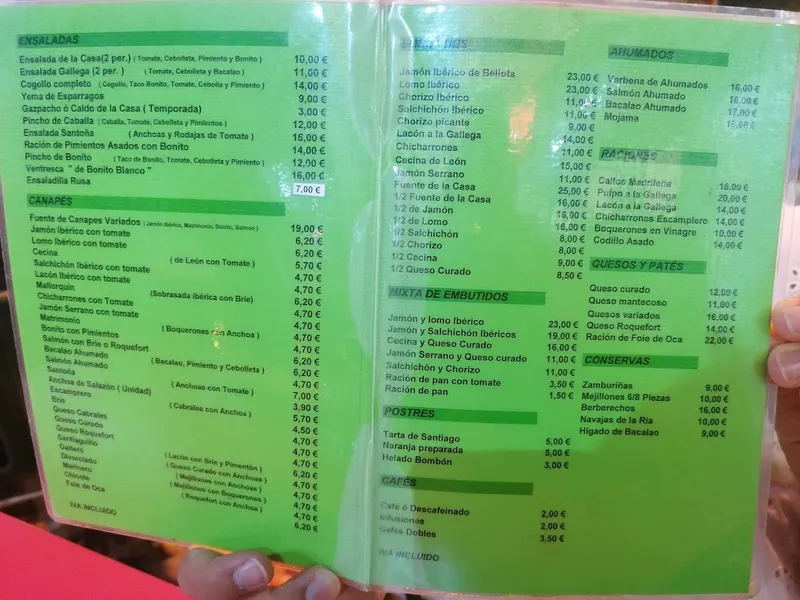 ENSALADAS
Ensalada de la Casa(2 per.) ( Tomate, Cebolleta, Pimiento y Bonito ) 10,00 €
Ensalada Gallega (2 per. ) ( Tomate, Cebolleta y Bacalao ) 11,00 €
Cogollo completo ( Cogollo, Taco Bonito, Tomate, Cebolla y Pimiento ) 14,00 €
Yema de Esparragos 9,00 €
Gazpacho ó Caldo de la Casa ( Temporada) 3,00 €
Pincho de Caballa ( Caballa, Tomate, Cebolleta y Pimientos ) 12,00 €
Ensalada Santoña ( Anchoas y Rodajas de Tomate ) 16,00 €
Ración de Pimientos Asados con Bonito 14,00 €
Pincho de Bonito ( Taco de Bonito, Tomate, Cebolleta y Pimiento ) 12,00 €
Ventresca " de Bonito Blanco " 16,00 €
Ensaladilla Rusa 7,00 €
CANAPÉS
Fuente de Canapes Variados ( Jamón Ibérico, Matrimonio, Bonito, Salmon ) 19,00 €
Jamón Ibérico con tomate 6,20 €
Lomo Ibérico con tomate 6,20 €
Cecina ( de León con Tomate ) 5,70 €
Salchichón Ibérico con tomate 4,70 €
Lacón Ibérico con tomate 4,70 €
Mallorquin (Sobrasada ibérica con Brie) 6,20 €
Chicharrones con Tomate 4,70 €
Jamón Serrano con tomate 4,70 €
Matrimonio (Boquerones con Anchoa ) 4,70 €
Bonito con Pimientos 4,70 €
Salmón con Brie o Roquefort 6,20 €
Bacalao Ahumado ( Bacalao, Pimiento y Cebolleta ) 6,20 €
Salmón Ahumado 4,70 €
Santoña ( Anchoas con Tomate ) 7,00 €
Anchoa de Salazón ( Unidad) 3,90 €
Escamprero ( Cabrales con Anchoa ) 5,70 €
Bris 4,50 €
Queso Cabrales 4,70 €
Queso Curado 4,70 €
Queso Roquefort 4,70 €
Santiaguiño ( Lacón con Brie y Pimentón ) 6,20 €
Gaitero ( Queso Curado con Anchoas ) 4,70 €
Divorciado ( Mejillones con Anchoas ) 4,70 €
Marinero ( Mejillones con Boquerones ) 4,70 €
Chicote ( Roquefort con Anchoa ) 4,70 €
Foie de Oca 6,20 €
IVA INCLUIDO
Jamón Ibérico de Bellota 23,00 €
Lomo Ibérico 23,00 €
Chorizo Ibérico 11,00 €
Salchichón Ibérico 11,00 €
Chorizo picante 9,00 €
Lacón a la Gallega 14,00 €
Chicharrones 11,00 €
Cecina de León 15,00 €
Jamón Serrano 11,00 €
Fuente de la Casa 25,00 €
1/2 Fuente de la Casa 16,00 €
1/2 de Jamón 16,00 €
1/2 de Lomo 16,00 €
1/2 Salchichón 8,00 €
1/2 Chorizo 8,00 €
1/2 Cecina 9,00 €
1/2 Queso Curado 8,50 €
MIXTA DE EMBUTIDOS
Jamón y lomo Ibérico 23,00 €
Jamón y Salchichón Ibéricos 19,00 €
Cecina y Queso Curado 16,00 €
Jamón Serrano y Queso curado 11,00 €
Salchichón y Chorizo 11,00 €
Ración de pan con tomate 3,50 €
Ración de pan 1,50 €
POSTRES
Tarta de Santiago 5,00 €
Naranja preparada 5,00 €
Helado Bombón 3,00 €
CAFÉS
Café o Descafeinado 2,00 €
Infusiones 2,00 €
Cafés Dobles 3,50 €
IVA INCLUIDO
AHUMADOS
Verbena de Ahumados 16,00 €
Salmón Ahumado 16,00 €
Bacalao Ahumado 17,00 €
Mojama 16,00 €
RACIONES
Callos Madrileña 16,00 €
Pulpo a la Gallega 20,00 €
Lacón a la Gallega 14,00 €
Chicharrones Escamplero 14,00 €
Boquerones en Vinagre 10,00 €
Codillo Asado 14,00 €
QUESOS Y PATÉS
Queso curado 12,00 €
Queso mantecoso 11,00 €
Quesos variados 16,00 €
Queso Roquefort 14,00 €
Ración de Foie de Oca 22,00 €
CONSERVAS
Zamburiñas 9,00 €
Mejillones 6/8 Piezas 10,00 €
Berberechos 16,00 €
Navajas de la Ria 10,00 €
Hígado de Bacalao 9,00 €